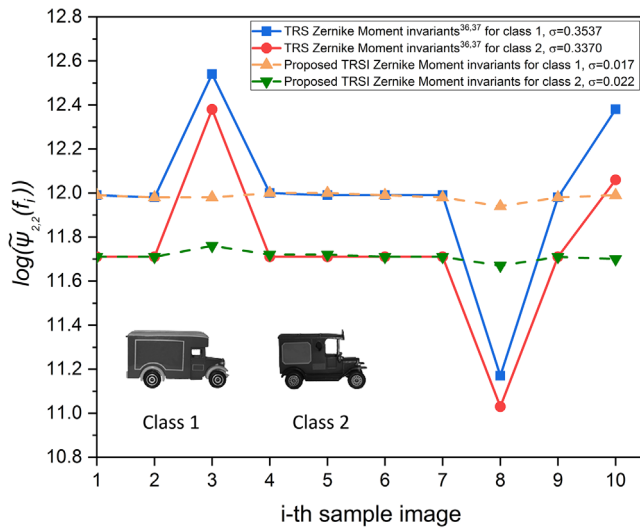 TRS Zernike Moment invariants36,37 for class 1, σ=0.3537
TRS Zernike Moment invariants36,37 for class 2, σ=0.3370
Proposed TRSI Zernike Moment invariants for class 1, σ=0.017
Proposed TRSI Zernike Moment invariants for class 2, σ=0.022
log(ψ̃2,2(fi))
12.8
12.6
12.4
12.2
12.0
11.8
11.6
11.4
11.2
11.0
10.8
Class 1 Class 2
1 2 3 4 5 6 7 8 9 10
i-th sample image